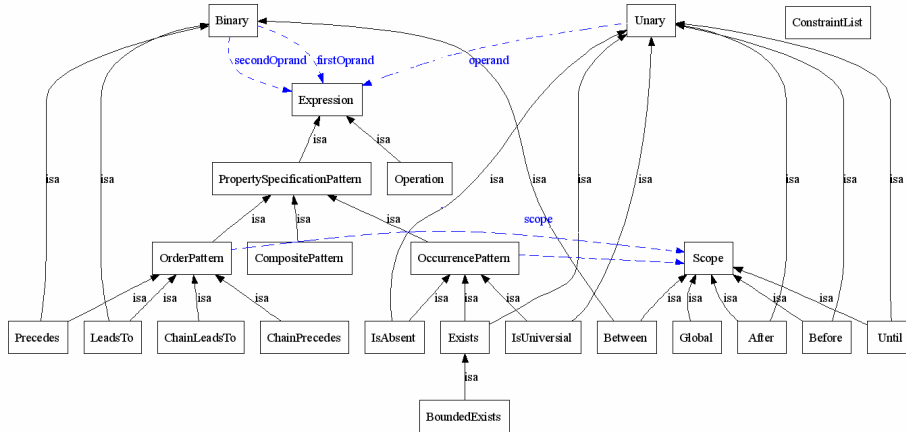 Binary
Unary
ConstraintList
secondOprand
firstOprand
operand
Expression
isa
isa
PropertySpecificationPattern
Operation
isa
isa
isa
isa
isa
isa
isa
isa
isa
isa
isa
scope
OrderPattern
CompositePattern
OccurrencePattern
Scope
isa
isa
isa
isa
isa
isa
isa
isa
isa
isa
isa
isa
Precedes
LeadsTo
ChainLeadsTo
ChainPrecedes
IsAbsent
Exists
IsUniversial
Between
Global
After
Before
Until
isa
BoundedExists